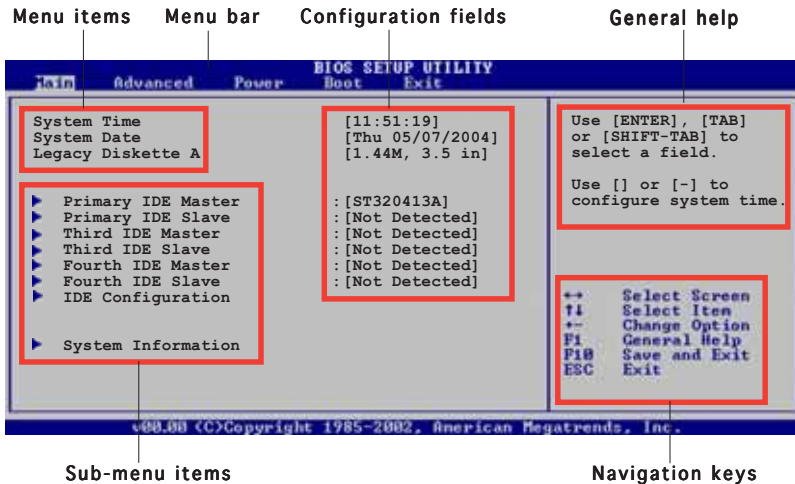 Menu items Menu bar Configuration fields General help
BIOS SETUP UTILITY
Main Advanced Power Boot Exit
System Time [11:51:19]
System Date [Thu 05/07/2004]
Legacy Diskette A [1.44M, 3.5 in]
Primary IDE Master :[ST320413A]
Primary IDE Slave :[Not Detected]
Third IDE Master :[Not Detected]
Third IDE Slave :[Not Detected]
Fourth IDE Master :[Not Detected]
Fourth IDE Slave :[Not Detected]
IDE Configuration
System Information
Use [ENTER], [TAB]
or [SHIFT-TAB] to
select a field.
Use [] or [-] to
configure system time.
↔ Select Screen
↑↓ Select Item
+- Change Option
F1 General Help
F10 Save and Exit
ESC Exit
v00.00 (C)Copyright 1985-2002, American Megatrends, Inc.
Sub-menu items Navigation keys